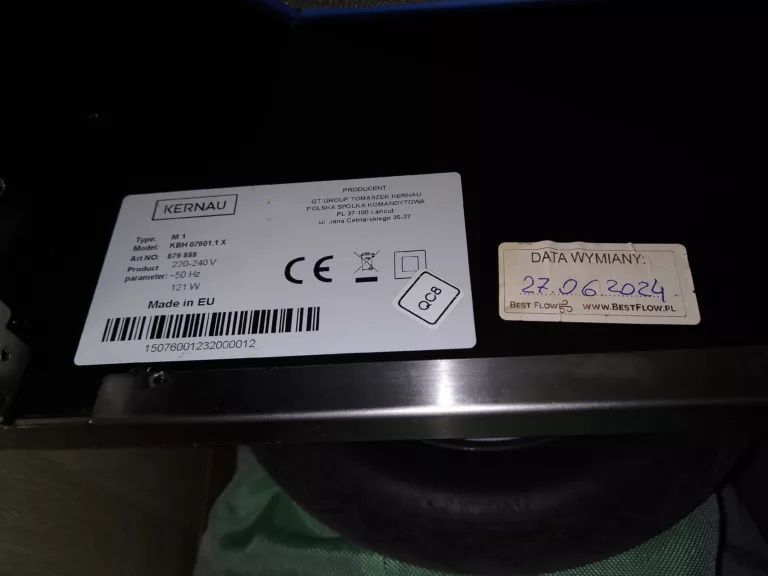 KERNAU
PRODUCENT:
GT GROUP TOMASZEK KERNAU
POLSKA SPÓŁKA KOMANDYTOWA
PL 37-100 Łańcut
ul. Jana Cetnarskiego 35-37
Type: M 1
Model: KBH 07601.1 X
Art NO: 879 888
Product 220-240 V
parameter: ~50 Hz
121 W
Made in EU
CE
QC8
15076001232000012
DATA WYMIANY:
27.06.2024
BEST FLOW WWW.BESTFLOW.PL